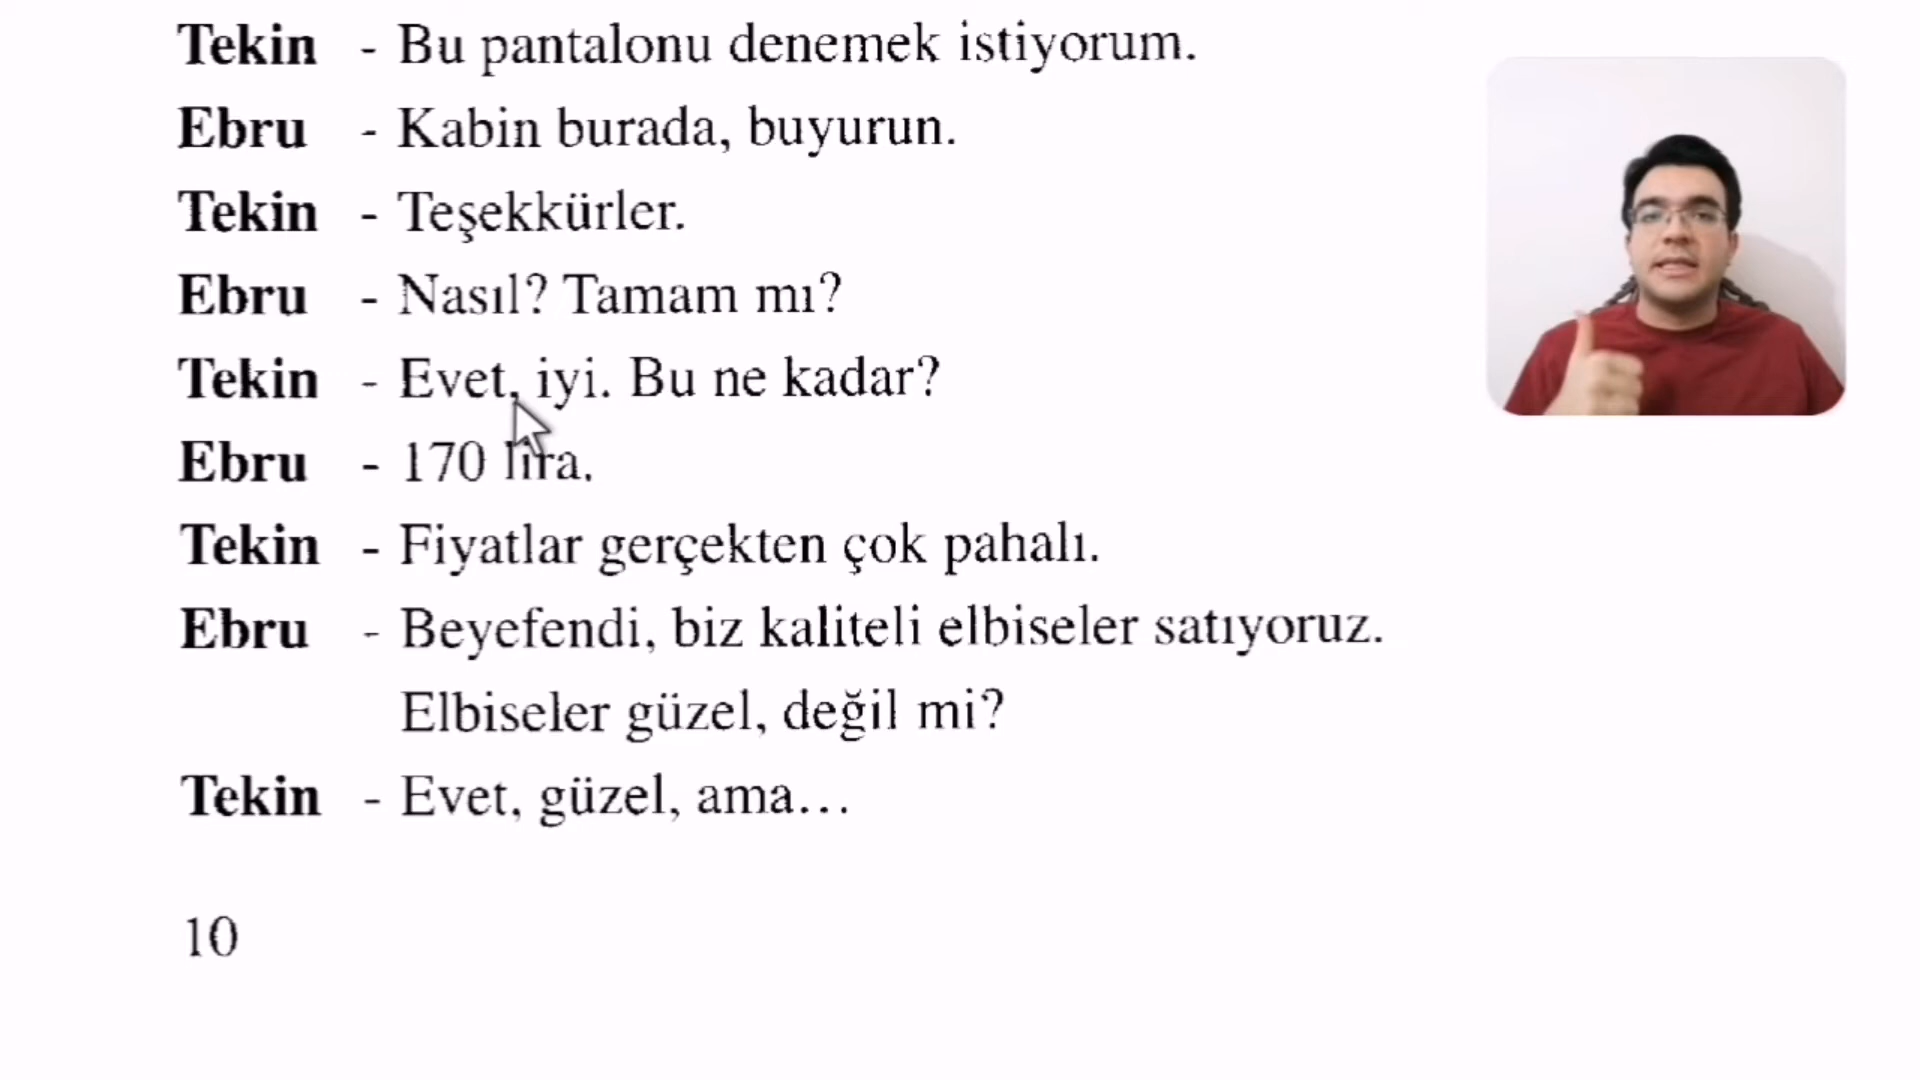 Tekin - Bu pantalonu denemek istiyorum.
Ebru - Kabin burada, buyurun.
Tekin - Teşekkürler.
Ebru - Nasıl? Tamam mı?
Tekin - Evet, iyi. Bu ne kadar?
Ebru - 170 lira.
Tekin - Fiyatlar gerçekten çok pahalı.
Ebru - Beyefendi, biz kaliteli elbiseler satıyoruz.
Elbiseler güzel, değil mi?
Tekin - Evet, güzel, ama...
10